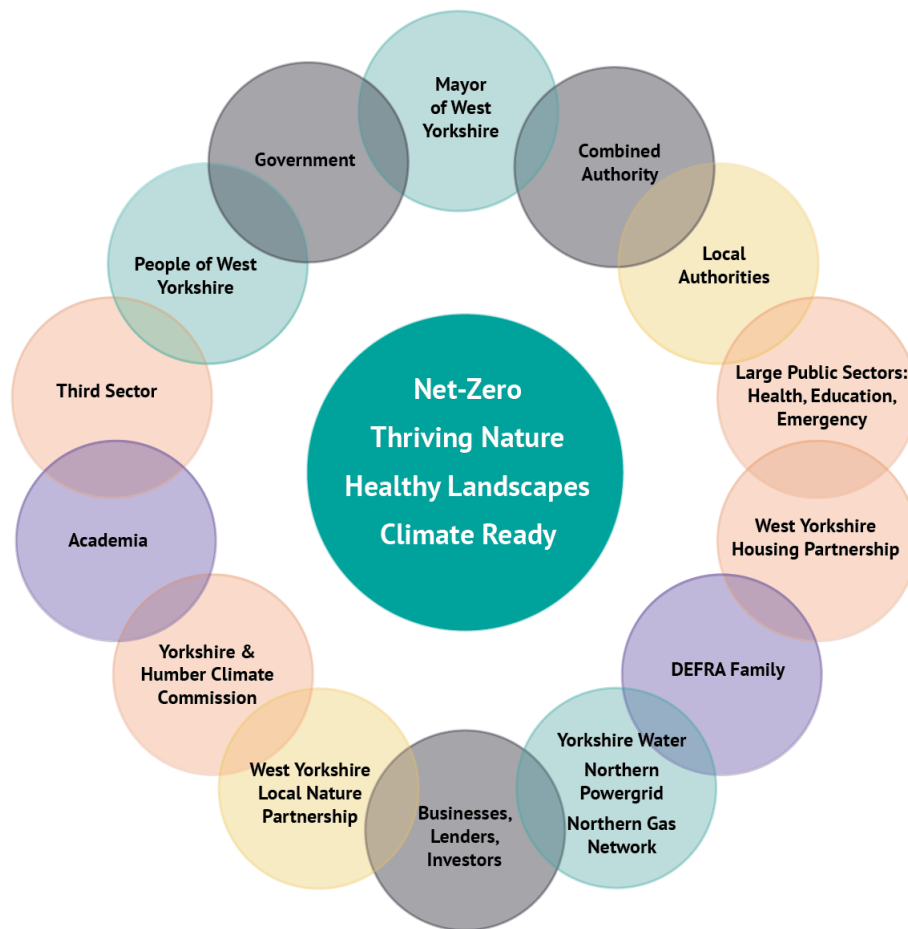 Mayor
of West
Yorkshire
Combined
Authority
Local
Authorities
Large Public Sectors:
Health, Education,
Emergency
West Yorkshire
Housing Partnership
DEFRA Family
Yorkshire Water
Northern
Powergrid
Northern Gas
Network
Businesses,
Lenders,
Investors
West Yorkshire
Local Nature
Partnership
Yorkshire &
Humber Climate
Commission
Academia
Third Sector
People of West
Yorkshire
Government
Net-Zero
Thriving Nature
Healthy Landscapes
Climate Ready